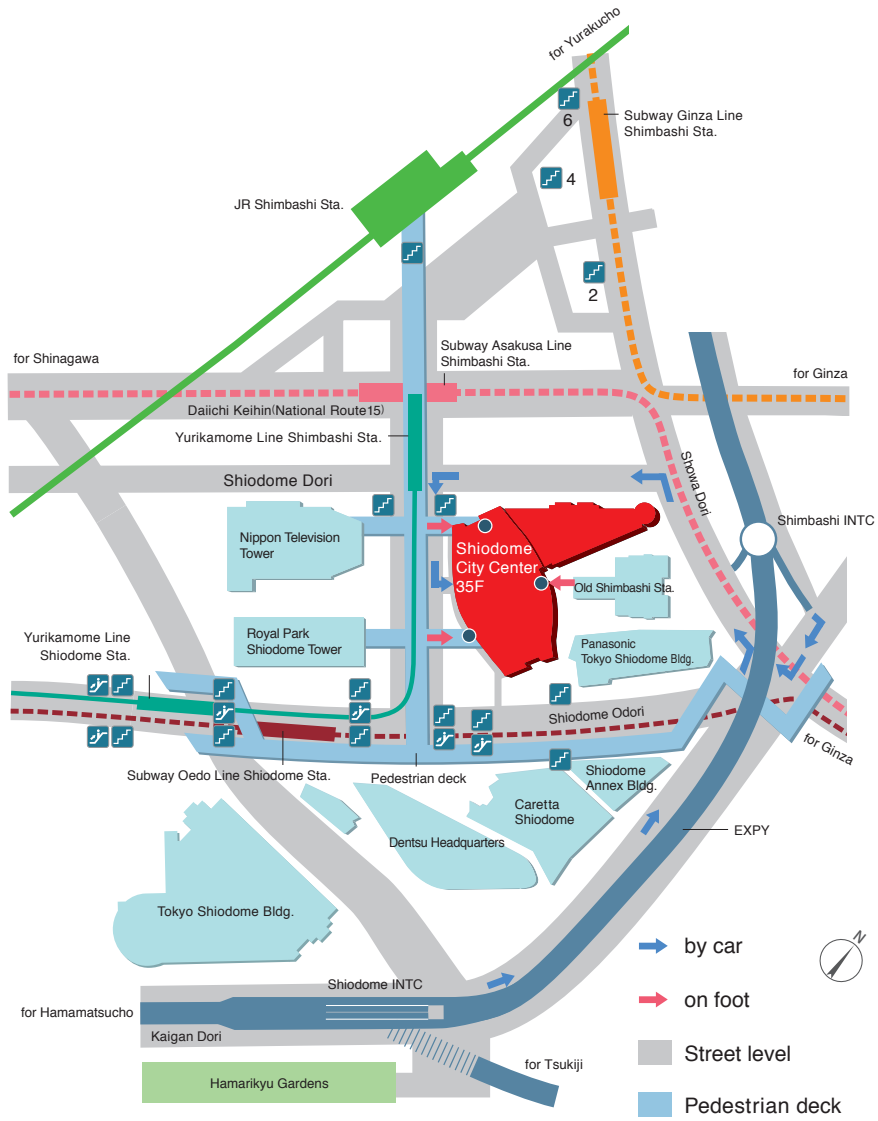 for Yurakucho
6
Subway Ginza Line
Shimbashi Sta.
4
JR Shimbashi Sta.
2
Subway Asakusa Line
Shimbashi Sta.
for Shinagawa
for Ginza
Daiichi Keihin(National Route15)
Yurikamome Line Shimbashi Sta.
Shiodome Dori
Showa Dori
Shimbashi INTC
Nippon Television
Tower
Shiodome
City Center
35F
Old Shimbashi Sta.
Yurikamome Line
Shiodome Sta.
Royal Park
Shiodome Tower
Panasonic
Tokyo Shiodome Bldg.
Shiodome Odori
for Ginza
Subway Oedo Line Shiodome Sta.
Pedestrian deck
Shiodome
Annex Bldg.
Caretta
Shiodome
Dentsu Headquarters
EXPY
Tokyo Shiodome Bldg.
by car
N
on foot
Shiodome INTC
for Hamamatsucho
Kaigan Dori
Street level
for Tsukiji
Hamarikyu Gardens
Pedestrian deck